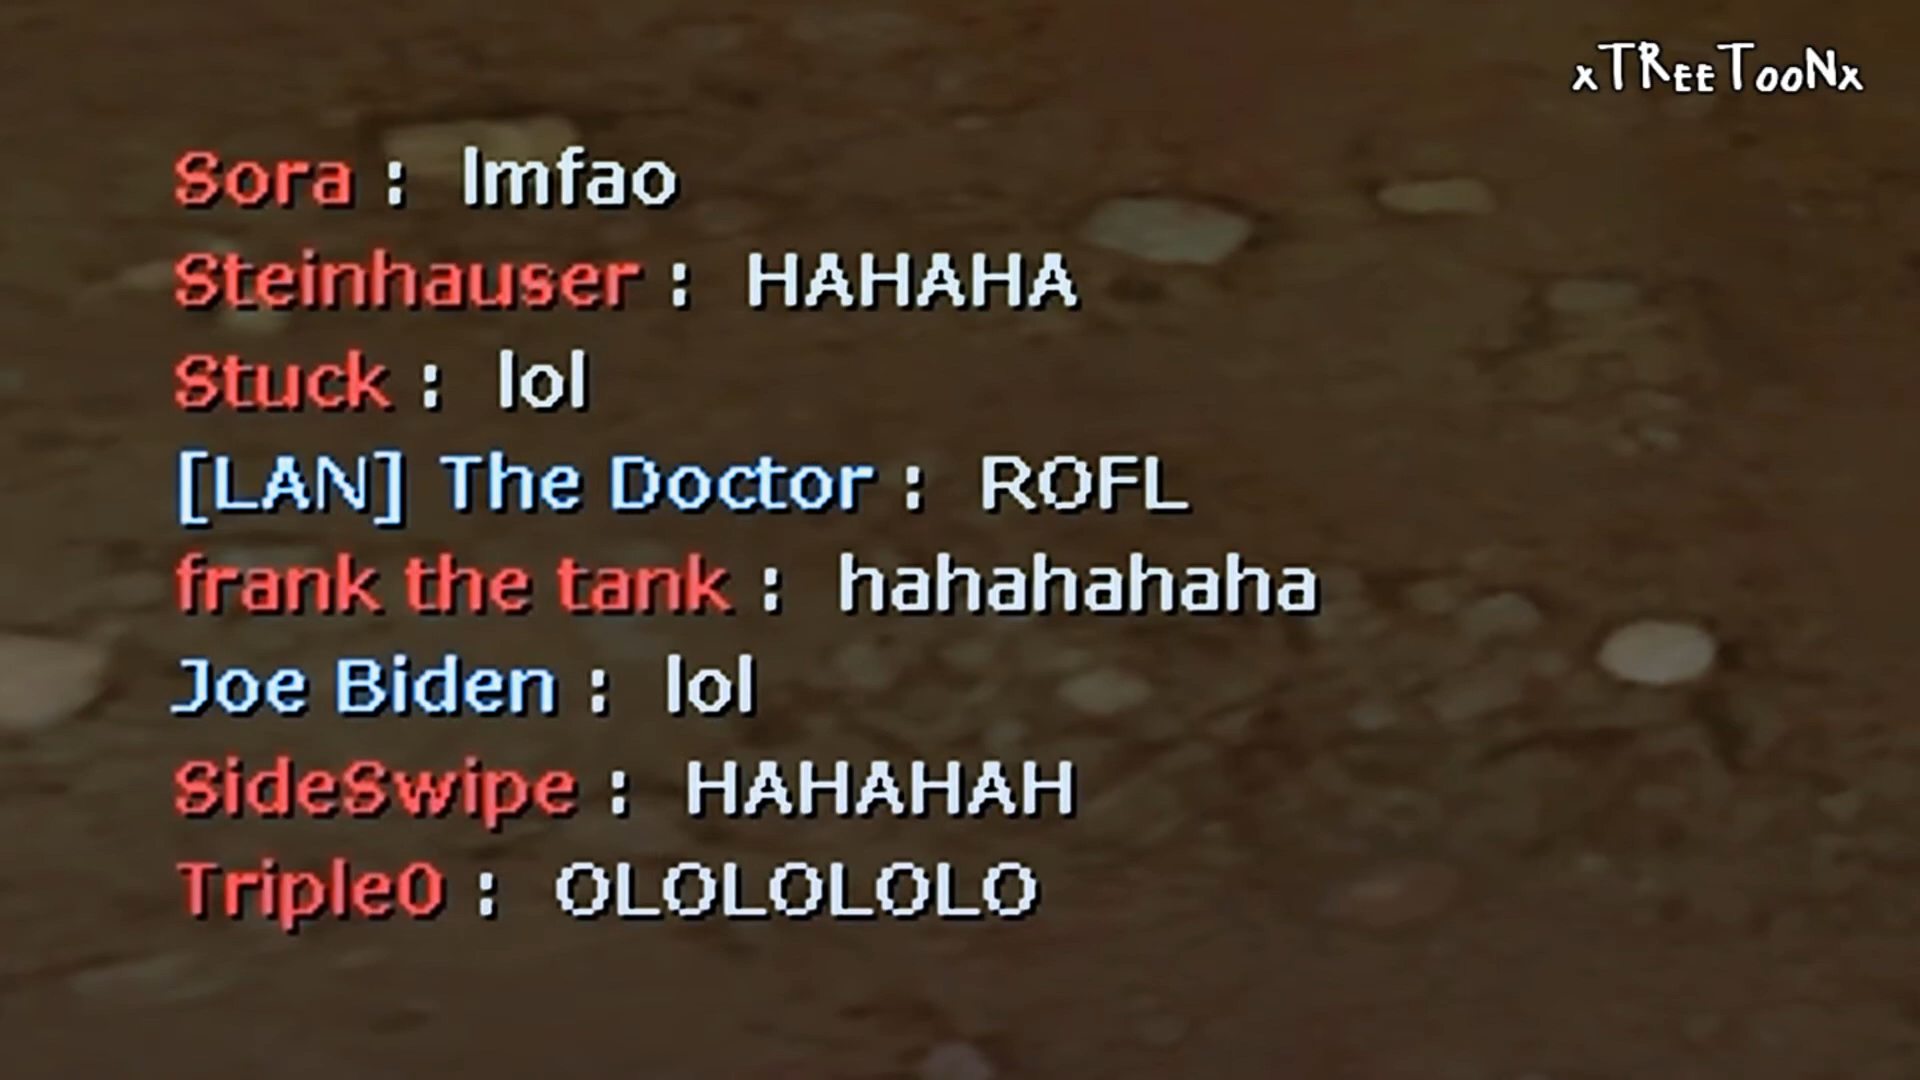 xTReeTooNx
Sora : lmfao
Steinhauser : HAHAHA
Stuck : lol
[LAN] The Doctor : ROFL
frank the tank : hahahahaha
Joe Biden : lol
SideSwipe : HAHAHAH
Triple0 : OLOLOLOLO